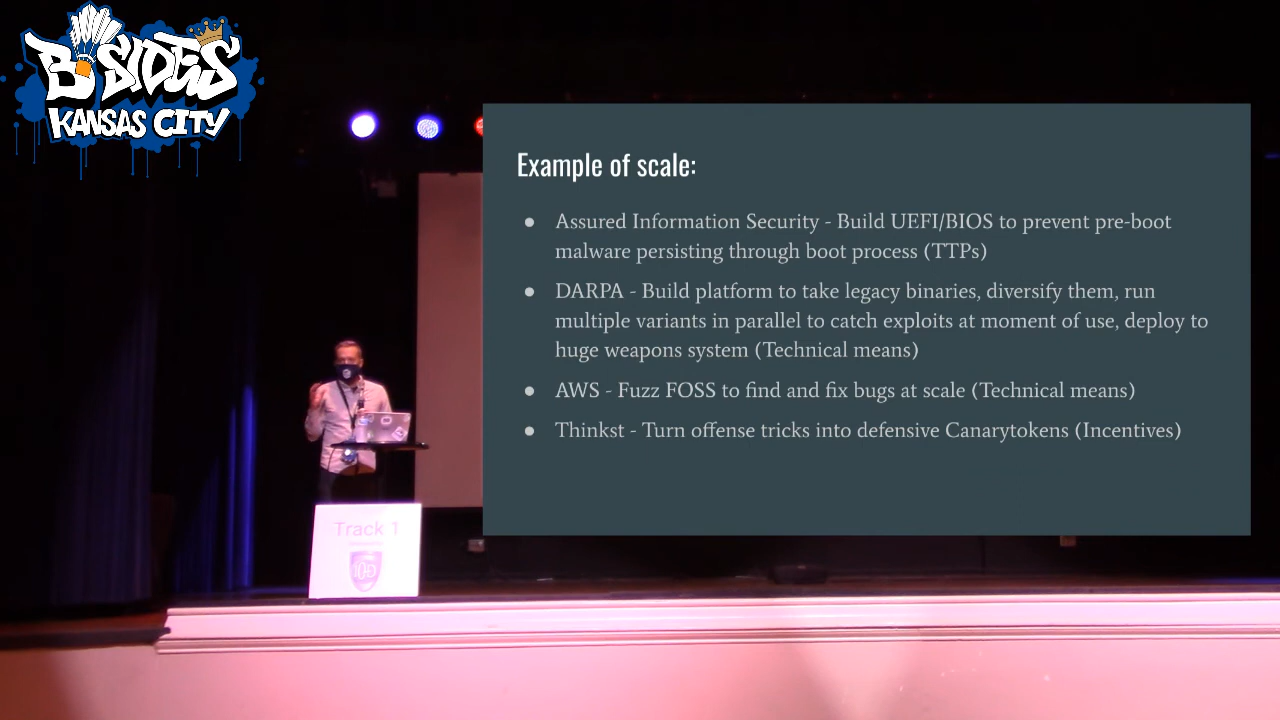 B•SIDES
KANSAS CITY
Example of scale:
● Assured Information Security - Build UEFI/BIOS to prevent pre-boot
malware persisting through boot process (TTPs)
● DARPA - Build platform to take legacy binaries, diversify them, run
multiple variants in parallel to catch exploits at moment of use, deploy to
huge weapons system (Technical means)
● AWS - Fuzz FOSS to find and fix bugs at scale (Technical means)
● Thinkst - Turn offense tricks into defensive Canarytokens (Incentives)
Track 1